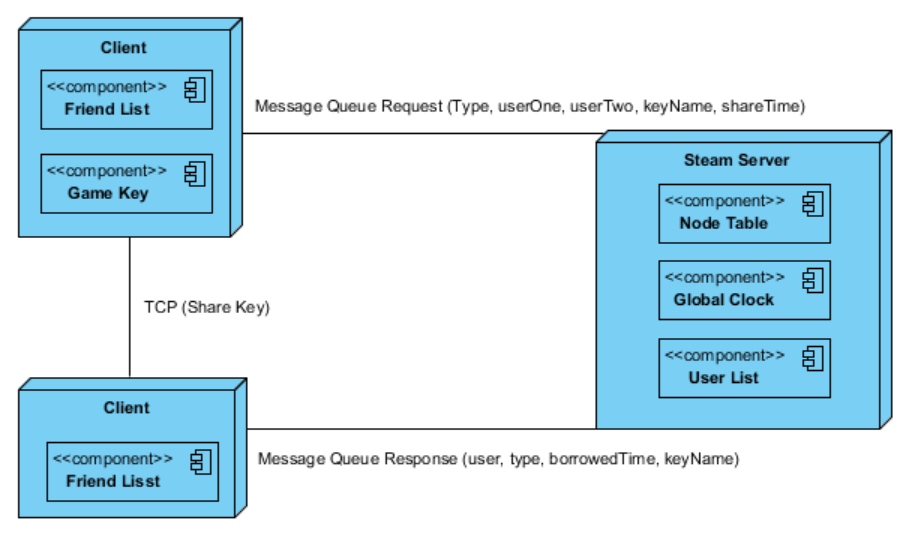 Client
<<component>>
Friend List
<<component>>
Game Key
Message Queue Request (Type, userOne, userTwo, keyName, shareTime)
Steam Server
<<component>>
Node Table
<<component>>
Global Clock
<<component>>
User List
TCP (Share Key)
Client
<<component>>
Friend Lisst
Message Queue Response (user, type, borrowedTime, keyName)